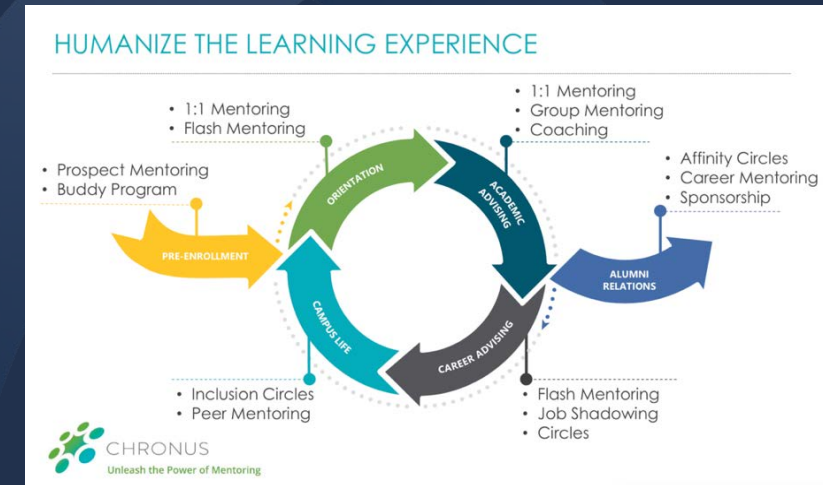 HUMANIZE THE LEARNING EXPERIENCE
• Prospect Mentoring
• Buddy Program
PRE-ENROLLMENT
• 1:1 Mentoring
• Flash Mentoring
ORIENTATION
• 1:1 Mentoring
• Group Mentoring
• Coaching
ACADEMIC
ADVISING
• Affinity Circles
• Career Mentoring
• Sponsorship
ALUMNI
RELATIONS
CAREER ADVISING
• Flash Mentoring
• Job Shadowing
• Circles
CAMPUS LIFE
• Inclusion Circles
• Peer Mentoring
CHRONUS
Unleash the Power of Mentoring